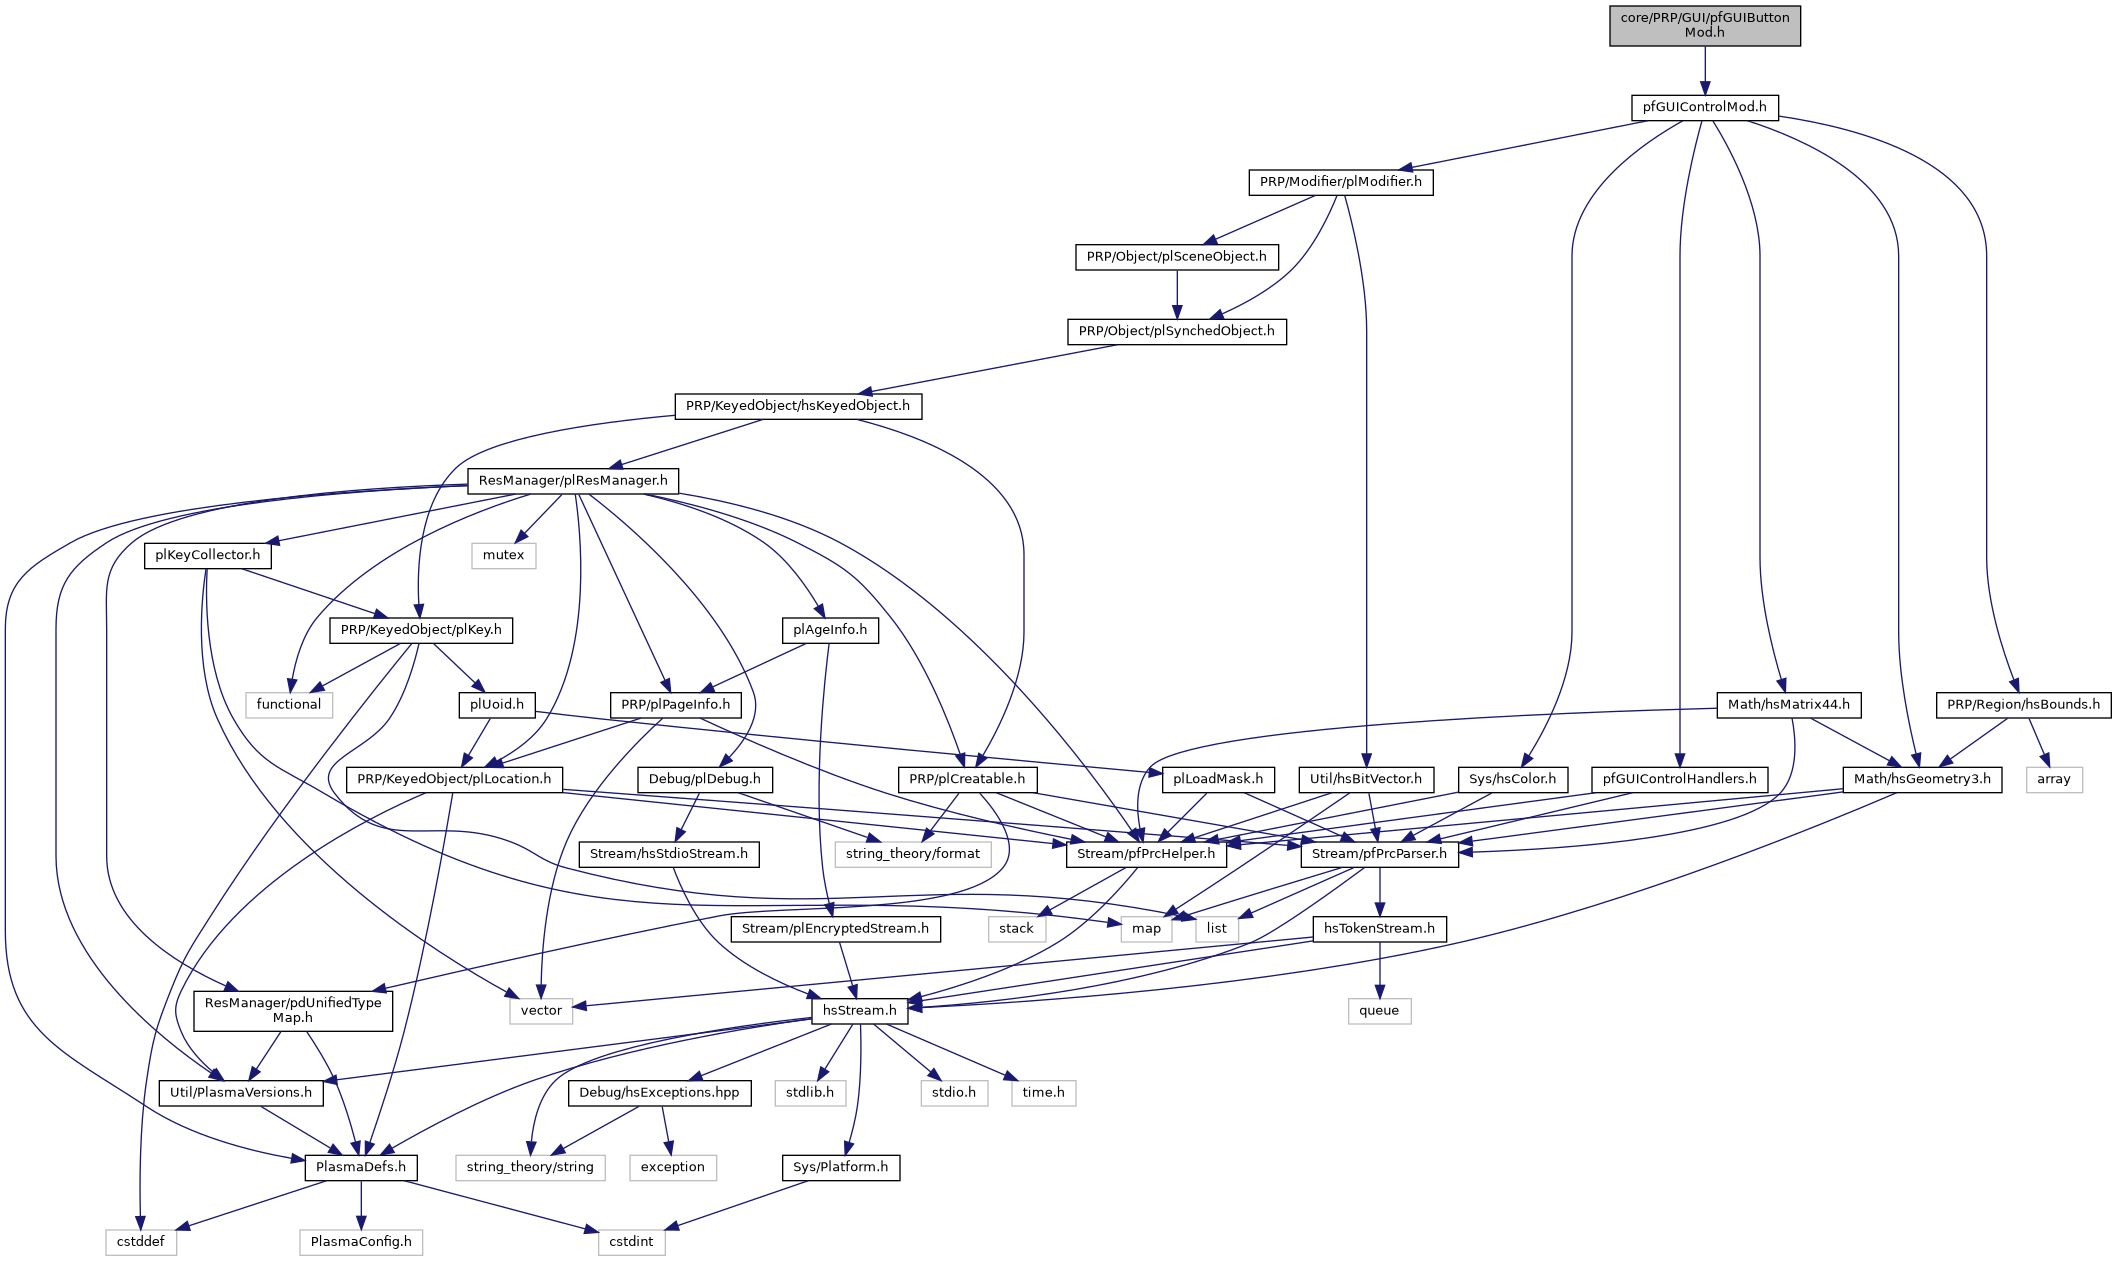 core/PRP/GUI/pfGUIButton
Mod.h
pfGUIControlMod.h
PRP/Modifier/plModifier.h
PRP/Object/plSceneObject.h
PRP/Object/plSynchedObject.h
PRP/KeyedObject/hsKeyedObject.h
ResManager/plResManager.h
plKeyCollector.h
mutex
PRP/KeyedObject/plKey.h
plAgeInfo.h
functional
plUoid.h
PRP/plPageInfo.h
Math/hsMatrix44.h
PRP/Region/hsBounds.h
PRP/KeyedObject/plLocation.h
Debug/plDebug.h
PRP/plCreatable.h
plLoadMask.h
Util/hsBitVector.h
Sys/hsColor.h
pfGUIControlHandlers.h
Math/hsGeometry3.h
array
Stream/hsStdioStream.h
string_theory/format
Stream/pfPrcHelper.h
Stream/pfPrcParser.h
Stream/plEncryptedStream.h
stack
map
list
hsTokenStream.h
ResManager/pdUnifiedType
Map.h
vector
hsStream.h
queue
Util/PlasmaVersions.h
Debug/hsExceptions.hpp
stdlib.h
stdio.h
time.h
PlasmaDefs.h
string_theory/string
exception
Sys/Platform.h
cstddef
PlasmaConfig.h
cstdint